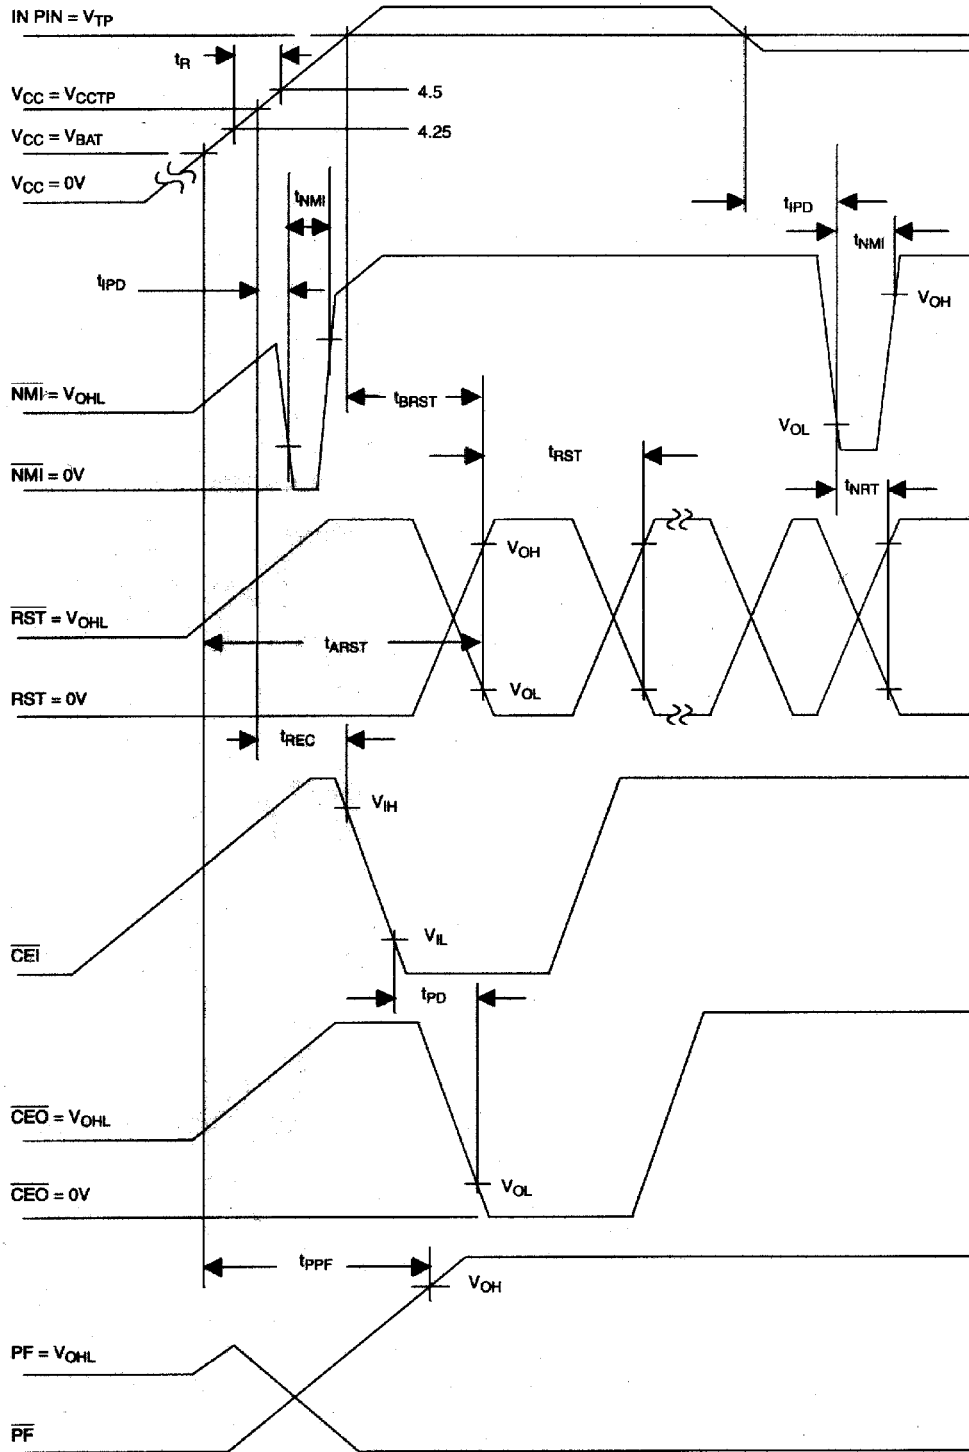 IN PIN = VTP
tR
VCC = VCCTP
4.5
VCC = VBAT
4.25
VCC = 0V
tNMI
tIPD
tNMI
tIPD
VOH
NMI = VOHL
tBRST
VOL
tRST
NMI = 0V
tNRT
VOH
RST = VOHL
tARST
VOL
RST = 0V
tREC
VIH
VIL
CEI
tPD
CEO = VOHL
VOL
CEO = 0V
tPPF
VOH
PF = VOHL
PF